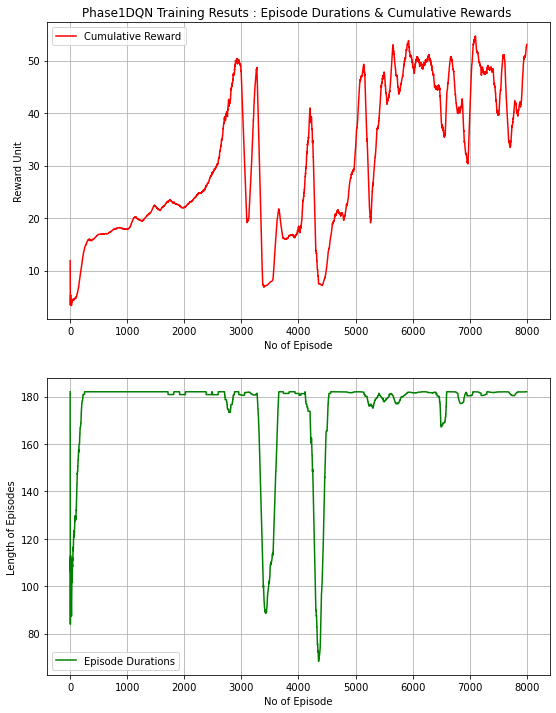 Phase1DQN Training Resuts : Episode Durations & Cumulative Rewards
Cumulative Reward
Reward Unit
50
40
30
20
10
0 1000 2000 3000 4000 5000 6000 7000 8000
No of Episode
Length of Episodes
180
160
140
120
100
80
Episode Durations
0 1000 2000 3000 4000 5000 6000 7000 8000
No of Episode